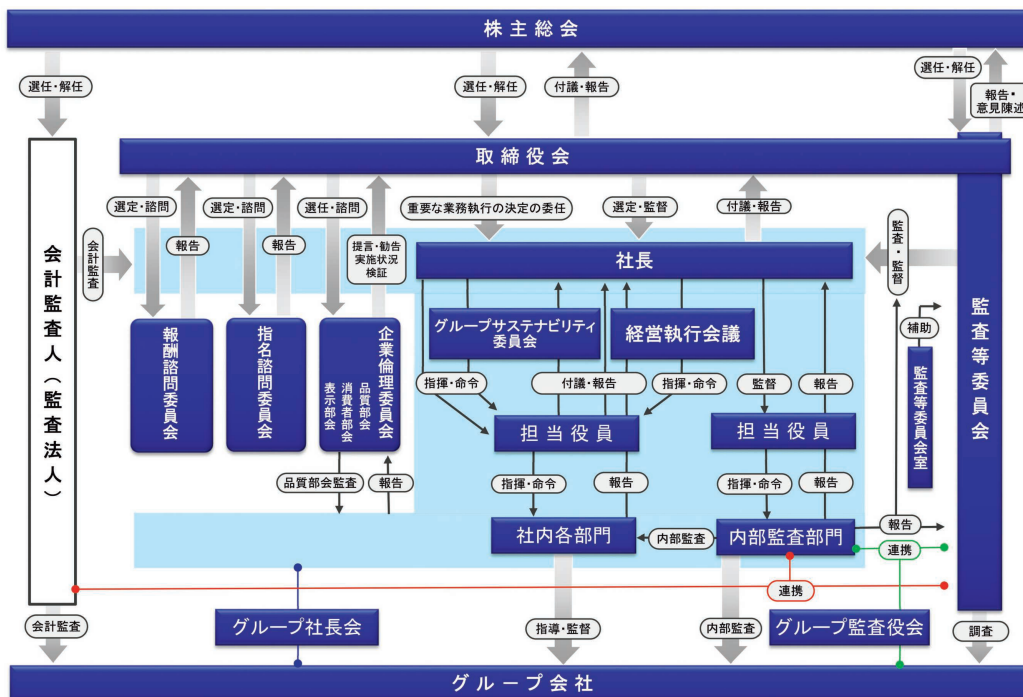 株主総会
選任・解任
選任・解任
付議・報告
選任・解任
報告・
意見陳述
取締役会
選定・諮問
報告
選定・諮問
報告
選任・諮問
提言・勧告
実施状況
検証
重要な業務執行の決定の委任
選定・監督
付議・報告
監査・監督
会計監査人（監査法人）
会計監査
社長
監査等委員会
報酬諮問委員会
指名諮問委員会
企業倫理委員会
品質部会
消費者部会
表示部会
グループサステナビリティ
委員会
経営執行会議
補助
監査等委員会室
指揮・命令
付議・報告
指揮・命令
監督
報告
担当役員
担当役員
品質部会監査
報告
指揮・命令
報告
指揮・命令
報告
社内各部門
内部監査
内部監査部門
報告
連携
連携
会計監査
グループ社長会
指導・監督
内部監査
グループ監査役会
調査
グループ会社